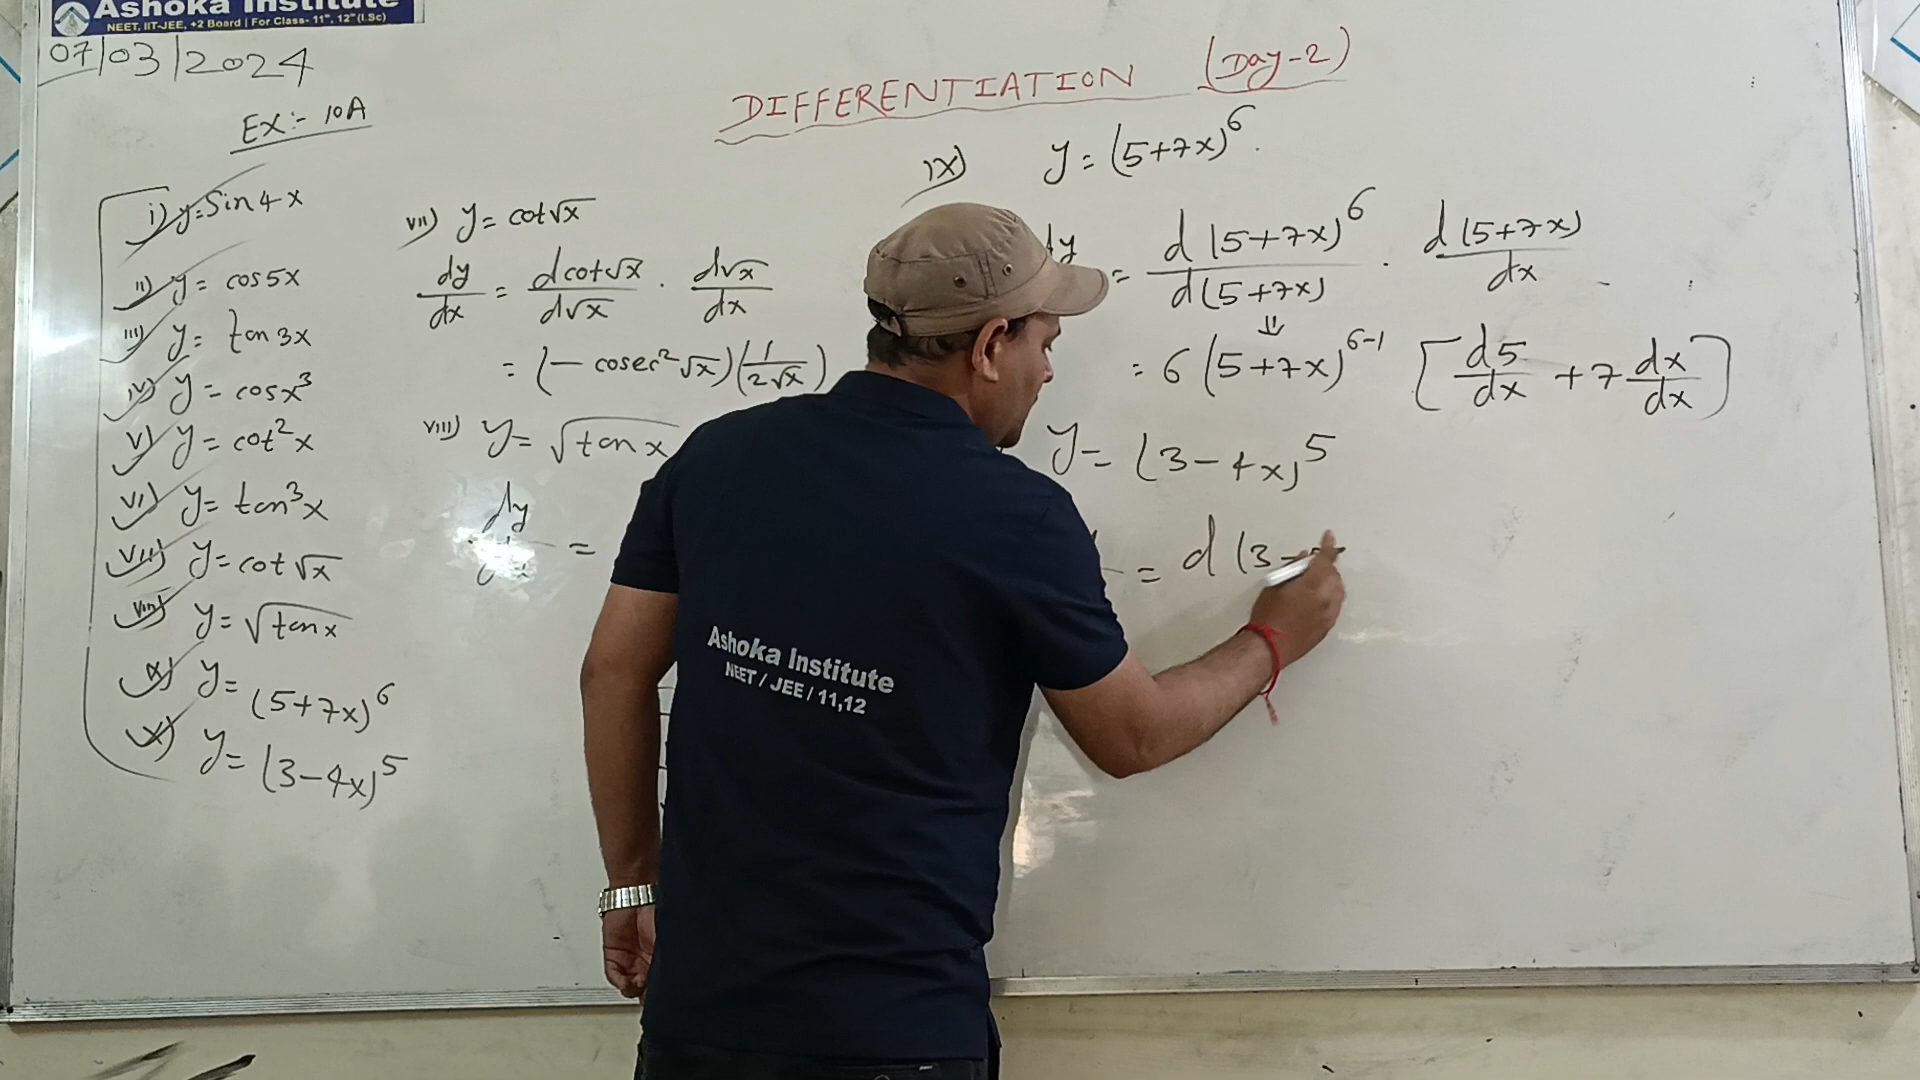 Ashoka Institute
NEET, IIT-JEE, +2 Board | For Class- 11th, 12th (I.Sc)
07/03/2024
DIFFERENTIATION (Day-2)
EX:- 10A
i) y = Sin 4x
ii) y = cos 5x
iii) y = tan 3x
iv) y = cos x³
v) y = cot² x
vi) y = tan³ x
vii) y = cot √x
viii) y = √tan x
ix) y = (5+7x)⁶
x) y = (3-4x)⁵
vii) y = cot √x
dy/dx = d cot √x / d√x . d√x/dx
= (- cosec² √x) (1/2√x)
viii) y = √tan x
dy
=
ix) y = (5+7x)⁶.
dy = d(5+7x)⁶ / d(5+7x) . d(5+7x)/dx
⇓
= 6 (5+7x)⁶⁻¹ [d5/dx + 7 dx/dx]
y = (3-4x)⁵
= d (3-
Ashoka Institute
NEET / JEE / 11,12